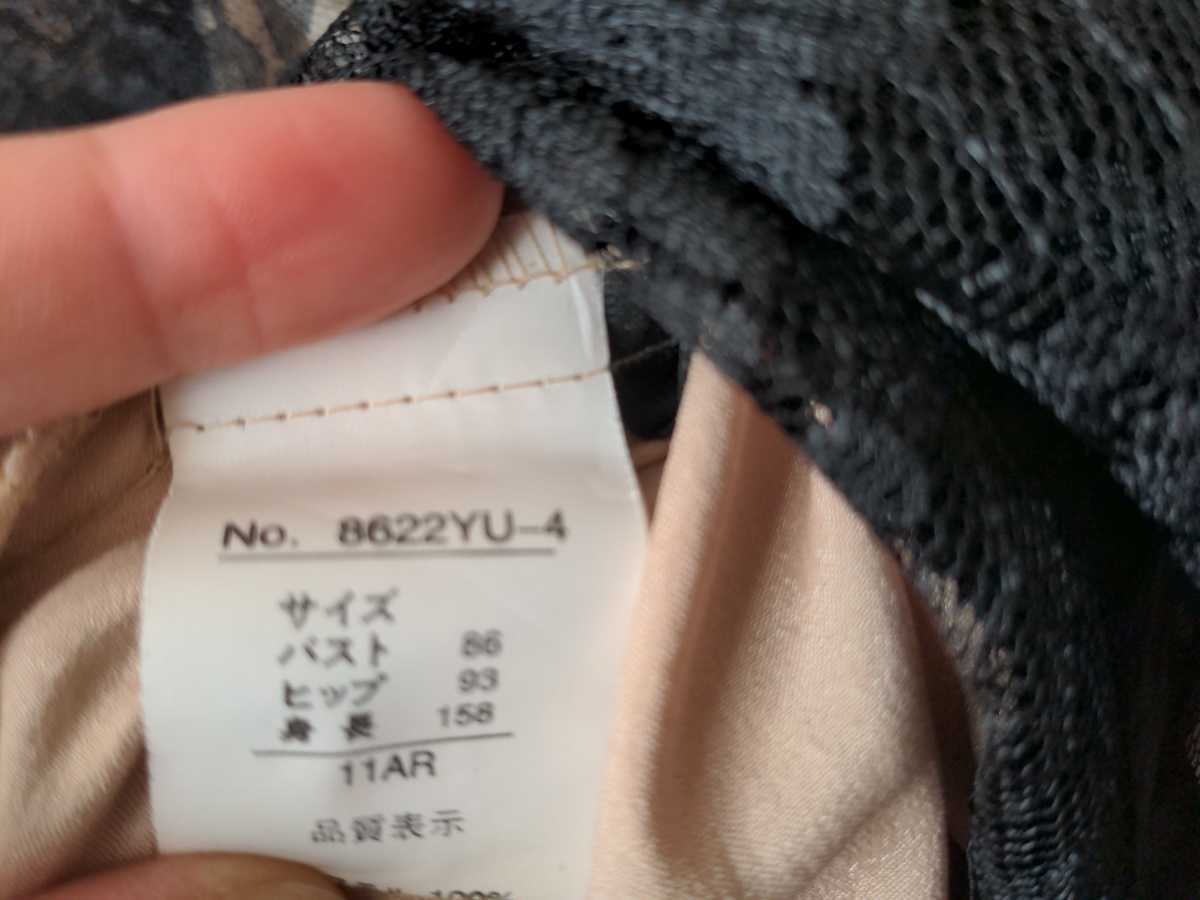 No. 8622YU-4
サイズ
バスト 86
ヒップ 93
身長 158
11AR
品質表示
100%